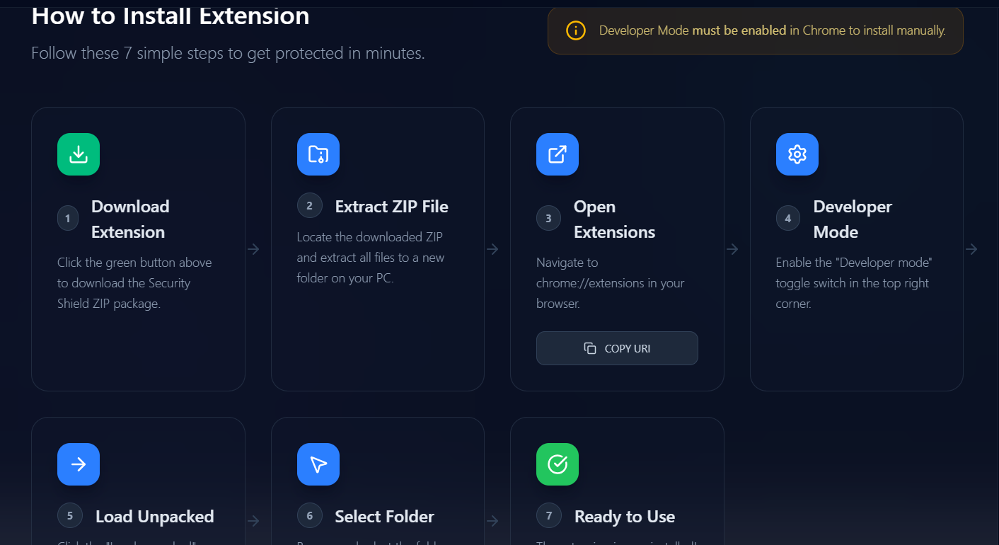 How to Install Extension
Follow these 7 simple steps to get protected in minutes.
Developer Mode must be enabled in Chrome to install manually.
1
Download
Extension
Click the green button above
to download the Security
Shield ZIP package.
2
Extract ZIP File
Locate the downloaded ZIP
and extract all files to a new
folder on your PC.
3
Open
Extensions
Navigate to
chrome://extensions in your
browser.
COPY URI
4
Developer
Mode
Enable the "Developer mode"
toggle switch in the top right
corner.
5
Load Unpacked
6
Select Folder
7
Ready to Use